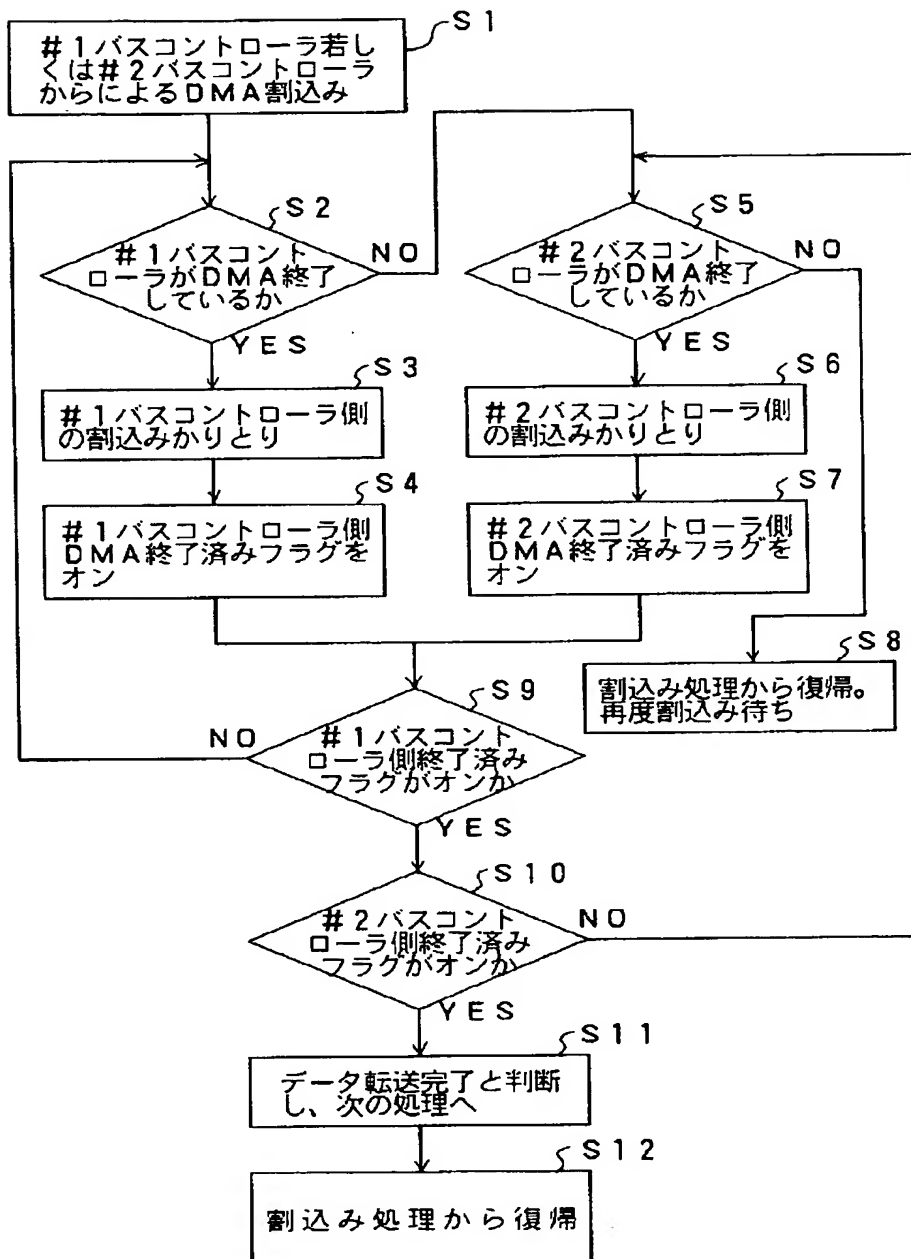 S1
#1バスコントローラ若し
くは#2バスコントローラ
からによるDMA割込み
S2
#1バスコント
ローラがDMA終了
しているか
NO
YES
S3
#1バスコントローラ側
の割込みかりとり
S4
#1バスコントローラ側
DMA終了済みフラグを
オン
S5
#2バスコント
ローラがDMA終了
しているか
NO
YES
S6
#2バスコントローラ側
の割込みかりとり
S7
#2バスコントローラ側
DMA終了済みフラグを
オン
S8
割込み処理から復帰。
再度割込み待ち
S9
#1バスコント
ローラ側終了済み
フラグがオンか
NO
YES
S10
#2バスコント
ローラ側終了済み
フラグがオンか
NO
YES
S11
データ転送完了と判断
し、次の処理へ
S12
割込み処理から復帰